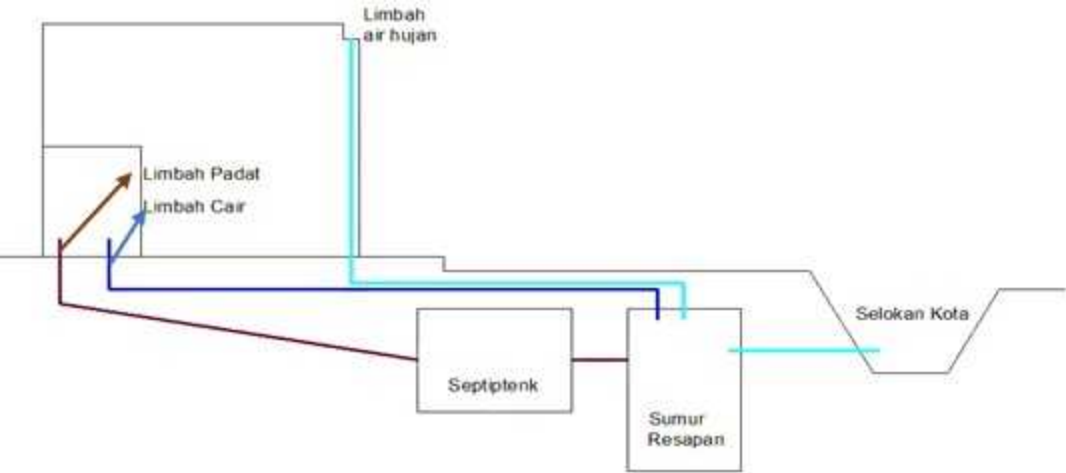 Limbah
air hujan
Limbah Padat
Limbah Cair
Selokan Kota
Septiptenk
Sumur
Resapan